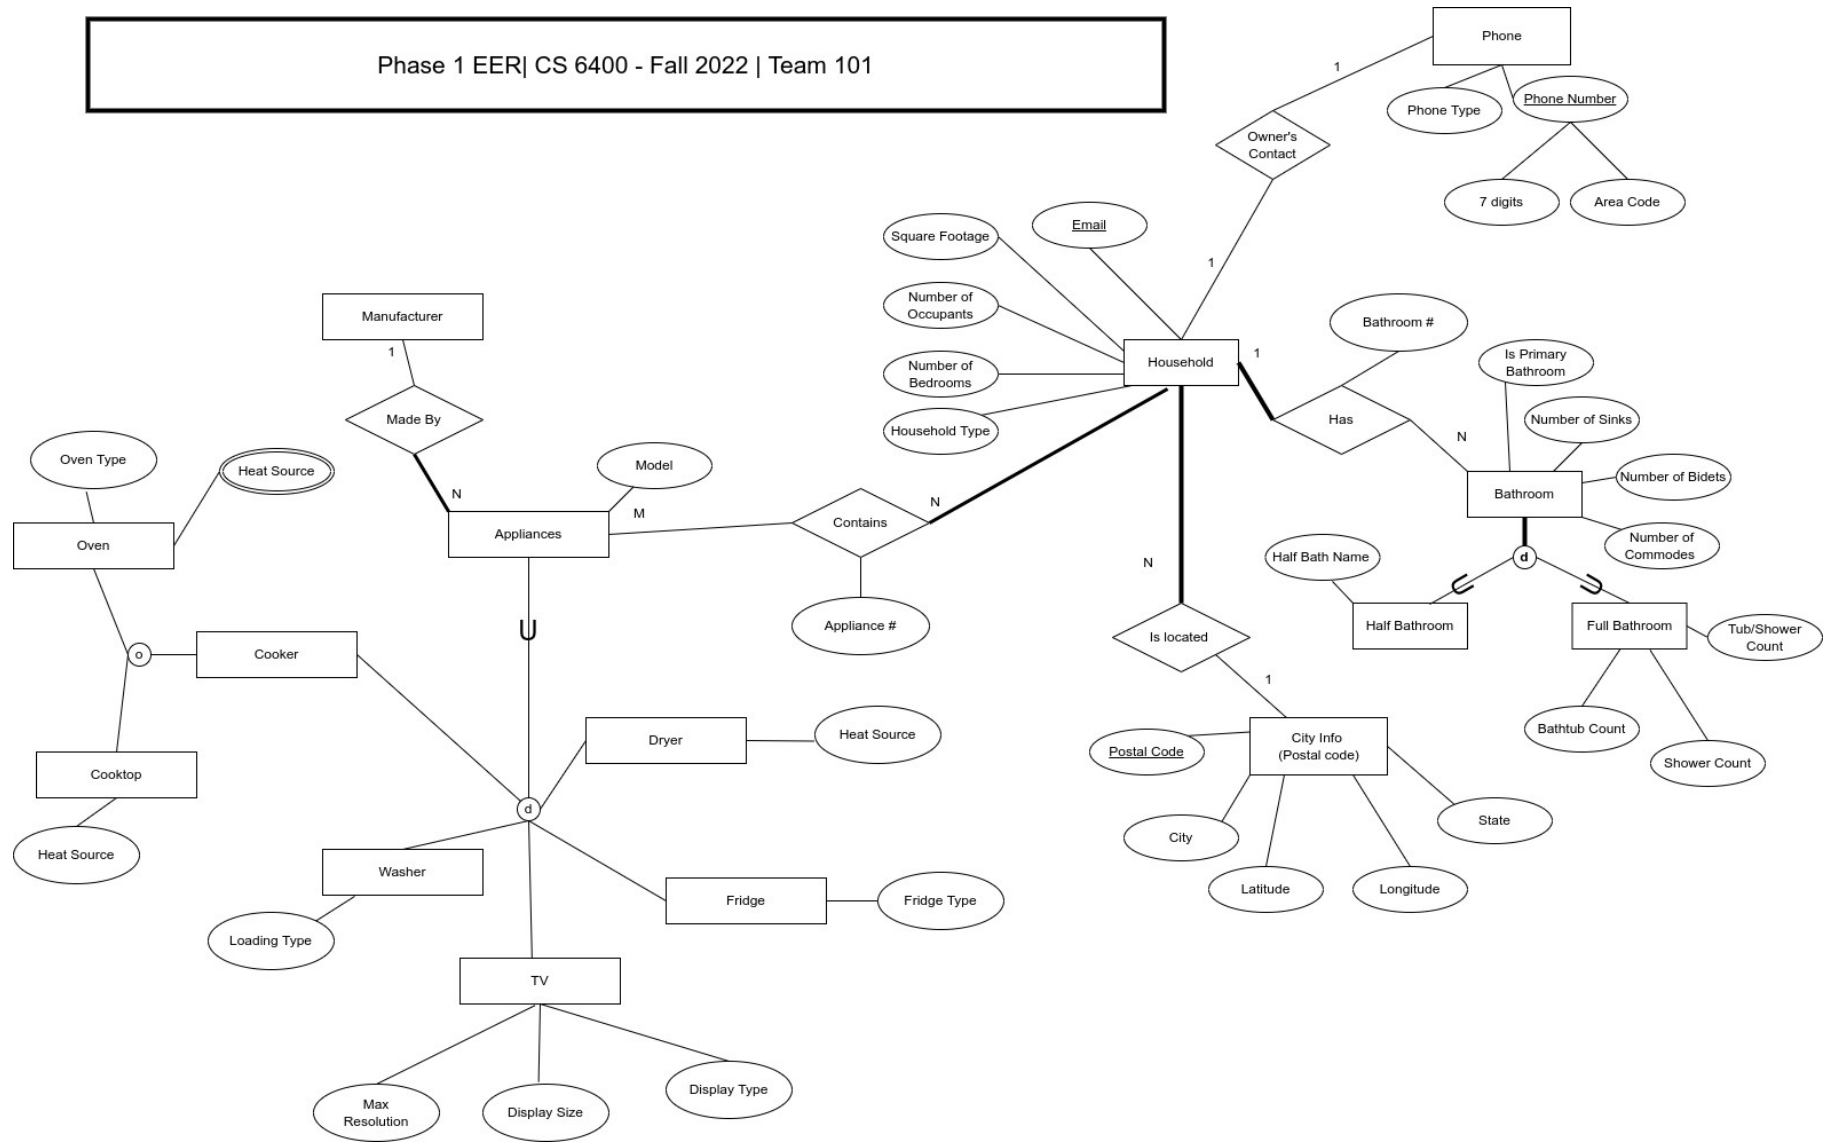 Phase 1 EER| CS 6400 - Fall 2022 | Team 101
Phone
1
Phone Type
Phone Number
Owner's
Contact
7 digits
Area Code
Square Footage
Email
1
Number of
Occupants
Manufacturer
Bathroom #
1
Household
1
Is Primary
Bathroom
Number of
Bedrooms
Made By
Household Type
Has
N
Number of Sinks
Oven Type
Heat Source
Model
Number of Bidets
N
M
N
Bathroom
Oven
Appliances
Contains
Number of
Commodes
N
Half Bath Name
d
Appliance #
Half Bathroom
Full Bathroom
Tub/Shower
Count
o
Cooker
Is located
1
Bathtub Count
Shower Count
Dryer
Heat Source
Postal Code
City Info
(Postal code)
Cooktop
d
State
City
Heat Source
Washer
Latitude
Longitude
Fridge
Fridge Type
Loading Type
TV
Max
Resolution
Display Size
Display Type